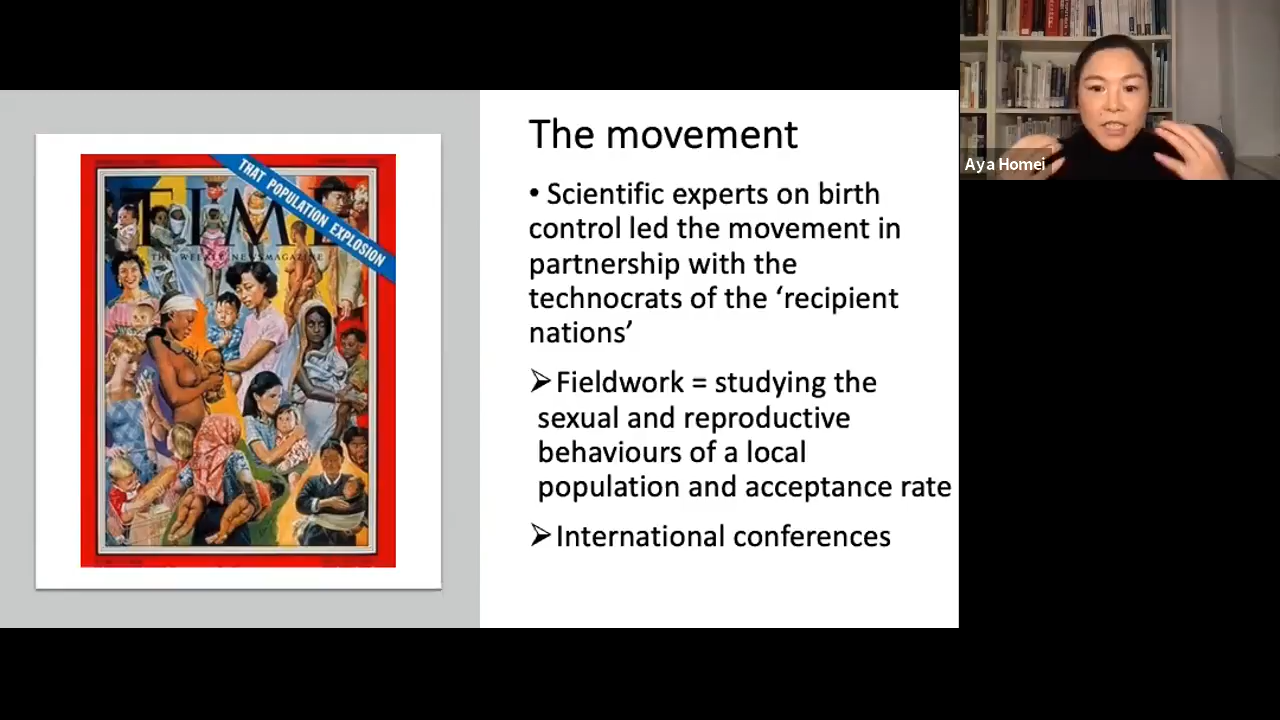 THAT POPULATION EXPLOSION
TIME
THE WEEKLY NEWSMAGAZINE
The movement
• Scientific experts on birth
control led the movement in
partnership with the
technocrats of the ‘recipient
nations’
➢Fieldwork = studying the
sexual and reproductive
behaviours of a local
population and acceptance rate
➢International conferences
Aya Homei